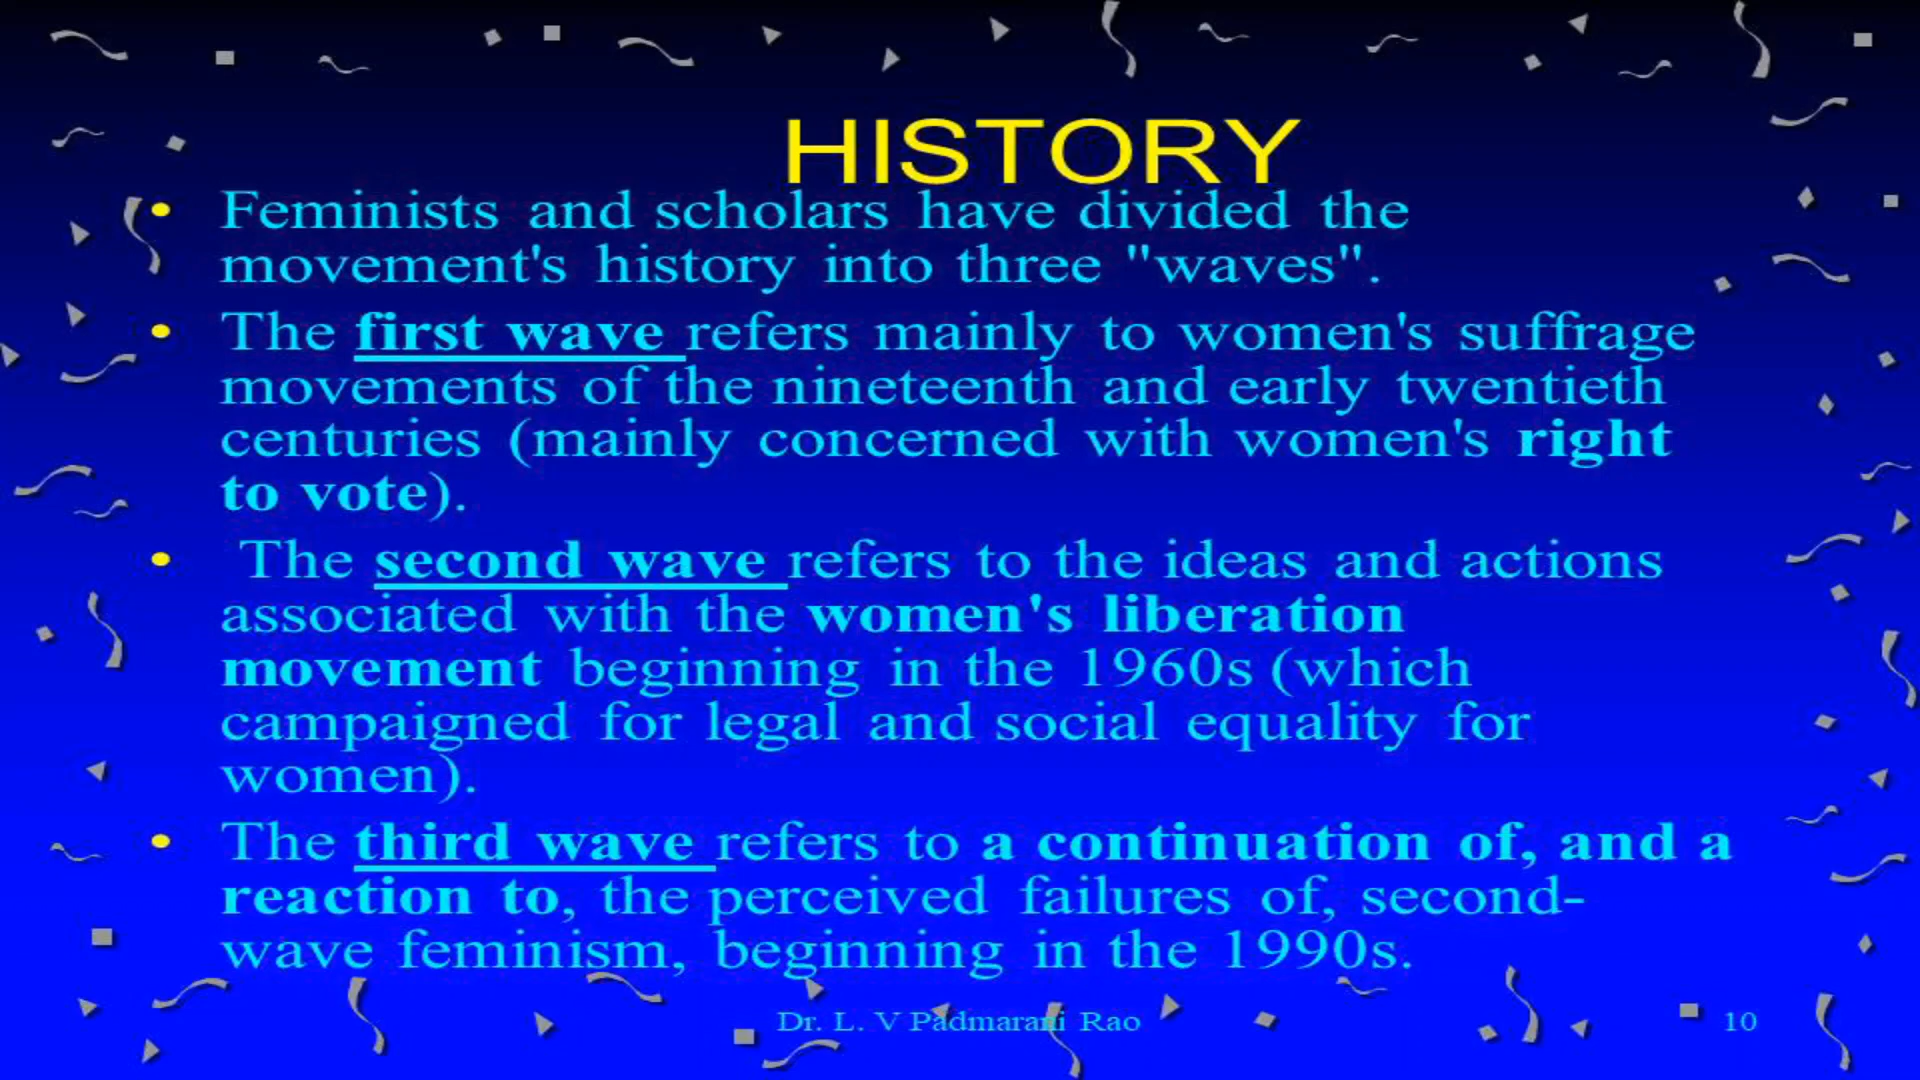 HISTORY
• Feminists and scholars have divided the
movement's history into three "waves".
• The first wave refers mainly to women's suffrage
movements of the nineteenth and early twentieth
centuries (mainly concerned with women's right
to vote).
• The second wave refers to the ideas and actions
associated with the women's liberation
movement beginning in the 1960s (which
campaigned for legal and social equality for
women).
• The third wave refers to a continuation of, and a
reaction to, the perceived failures of, second-
wave feminism, beginning in the 1990s.
Dr. L. V Padmarani Rao
10